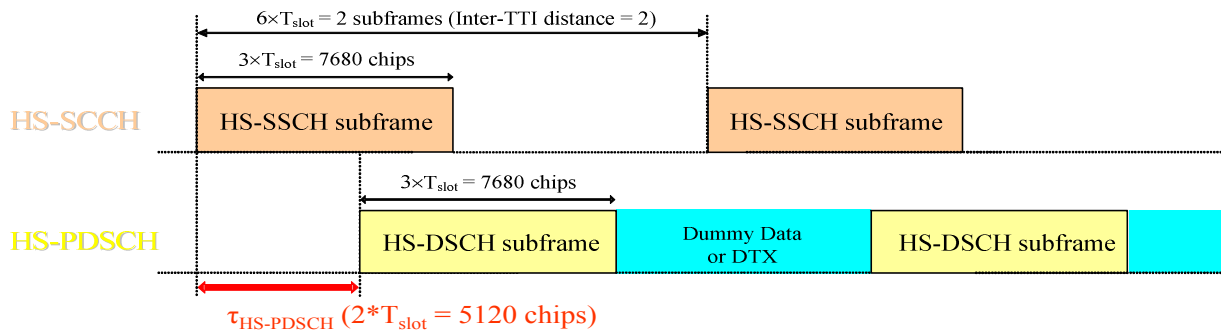 6×Tslot = 2 subframes (Inter-TTI distance = 2)
3×Tslot = 7680 chips
HS-SCCH
HS-SSCH subframe
HS-SSCH subframe
3×Tslot = 7680 chips
HS-PDSCH
HS-DSCH subframe
Dummy Data
or DTX
HS-DSCH subframe
τHS-PDSCH (2*Tslot = 5120 chips)